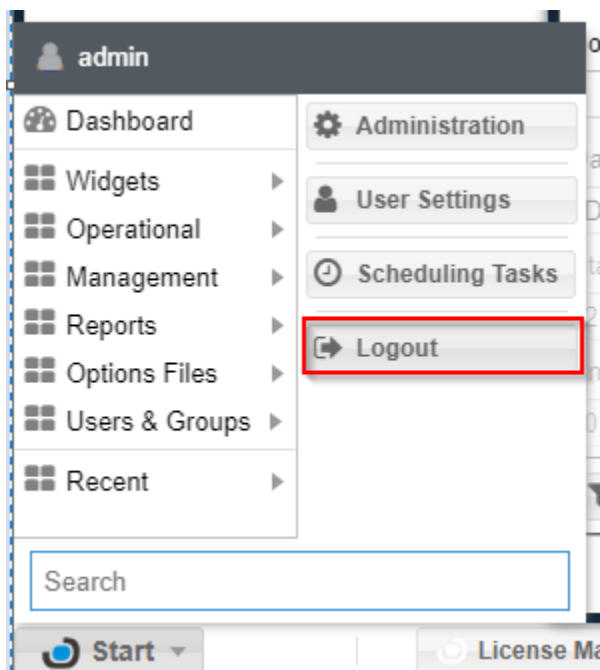 admin
Dashboard
Widgets
Operational
Management
Reports
Options Files
Users & Groups
Recent
Administration
User Settings
Scheduling Tasks
Logout
Search
Start
License